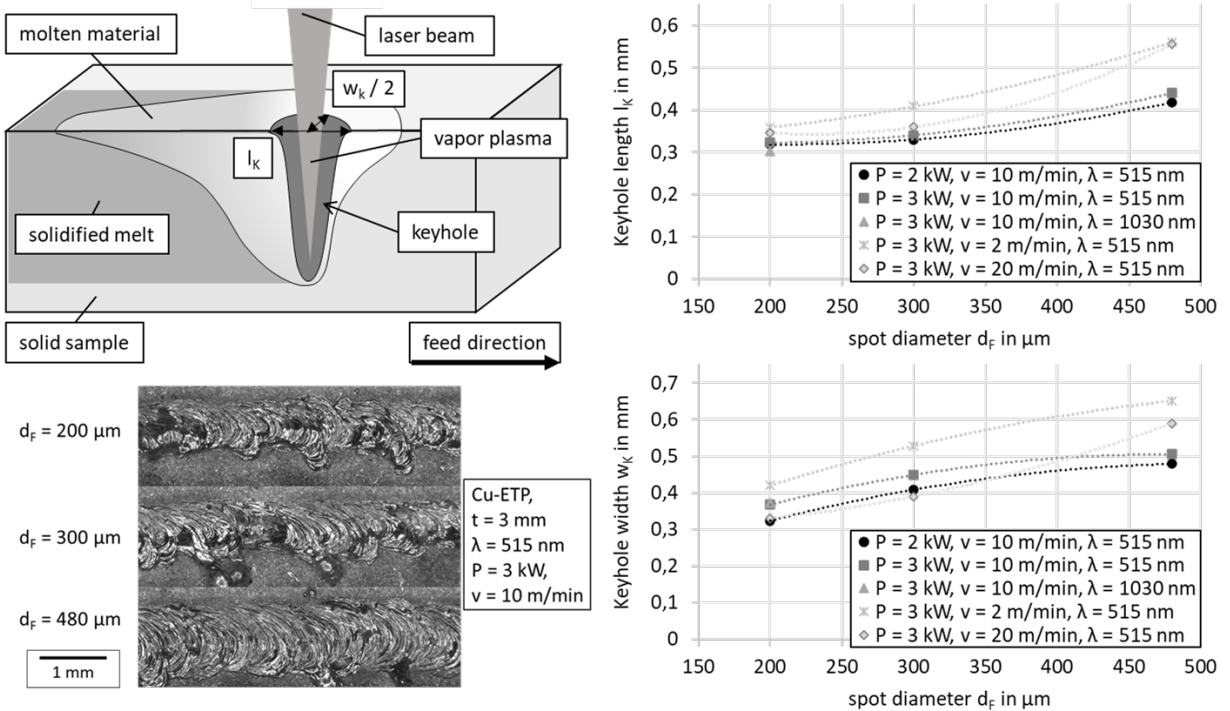 molten material
laser beam
wₖ / 2
vapor plasma
l_K
solidified melt
keyhole
solid sample
feed direction
d_F = 200 µm
d_F = 300 µm
d_F = 480 µm
1 mm
Cu-ETP,
t = 3 mm
λ = 515 nm
P = 3 kW,
v = 10 m/min
Keyhole length l_K in mm
0,6
0,5
0,4
0,3
0,2
0,1
0
P = 2 kW, v = 10 m/min, λ = 515 nm
P = 3 kW, v = 10 m/min, λ = 515 nm
P = 3 kW, v = 10 m/min, λ = 1030 nm
P = 3 kW, v = 2 m/min, λ = 515 nm
P = 3 kW, v = 20 m/min, λ = 515 nm
150 200 250 300 350 400 450 500
spot diameter d_F in µm
Keyhole width w_K in mm
0,7
0,6
0,5
0,4
0,3
0,2
0,1
0
P = 2 kW, v = 10 m/min, λ = 515 nm
P = 3 kW, v = 10 m/min, λ = 515 nm
P = 3 kW, v = 10 m/min, λ = 1030 nm
P = 3 kW, v = 2 m/min, λ = 515 nm
P = 3 kW, v = 20 m/min, λ = 515 nm
150 200 250 300 350 400 450 500
spot diameter d_F in µm